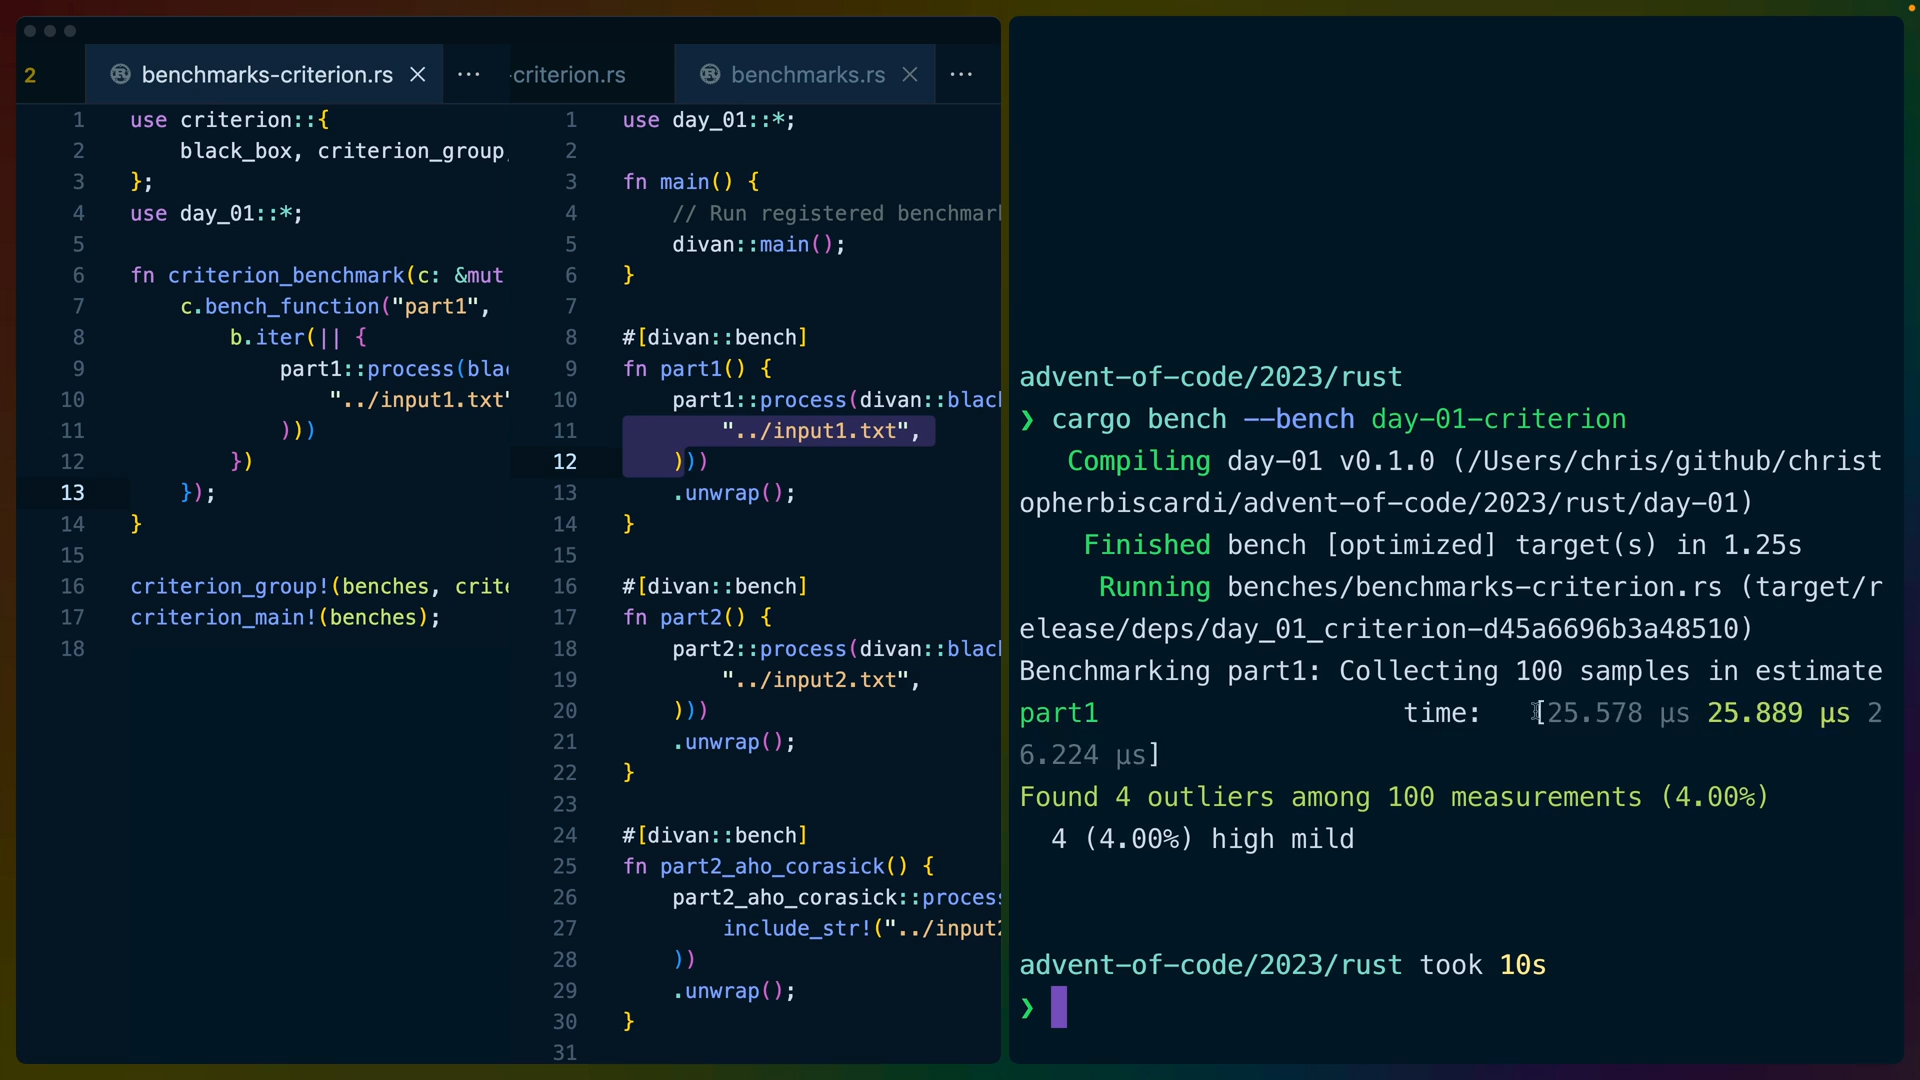 2
benchmarks-criterion.rs
1 use criterion::{
2 black_box, criterion_group,
3 };
4 use day_01::*;
5
6 fn criterion_benchmark(c: &mut
7 c.bench_function("part1",
8 b.iter(|| {
9 part1::process(blac
10 "../input1.txt"
11 )))
12 })
13 });
14 }
15
16 criterion_group!(benches, crite
17 criterion_main!(benches);
18
-criterion.rs
benchmarks.rs
1 use day_01::*;
2
3 fn main() {
4 // Run registered benchmark
5 divan::main();
6 }
7
8 #[divan::bench]
9 fn part1() {
10 part1::process(divan::black
11 "../input1.txt",
12 )))
13 .unwrap();
14 }
15
16 #[divan::bench]
17 fn part2() {
18 part2::process(divan::black
19 "../input2.txt",
20 )))
21 .unwrap();
22 }
23
24 #[divan::bench]
25 fn part2_aho_corasick() {
26 part2_aho_corasick::process
27 include_str!("../input2
28 ))
29 .unwrap();
30 }
31
advent-of-code/2023/rust
❯ cargo bench --bench day-01-criterion
Compiling day-01 v0.1.0 (/Users/chris/github/christ
opherbiscardi/advent-of-code/2023/rust/day-01)
Finished bench [optimized] target(s) in 1.25s
Running benches/benchmarks-criterion.rs (target/r
elease/deps/day_01_criterion-d45a6696b3a48510)
Benchmarking part1: Collecting 100 samples in estimate
part1 time: [25.578 µs 25.889 µs 2
6.224 µs]
Found 4 outliers among 100 measurements (4.00%)
4 (4.00%) high mild
advent-of-code/2023/rust took 10s
❯